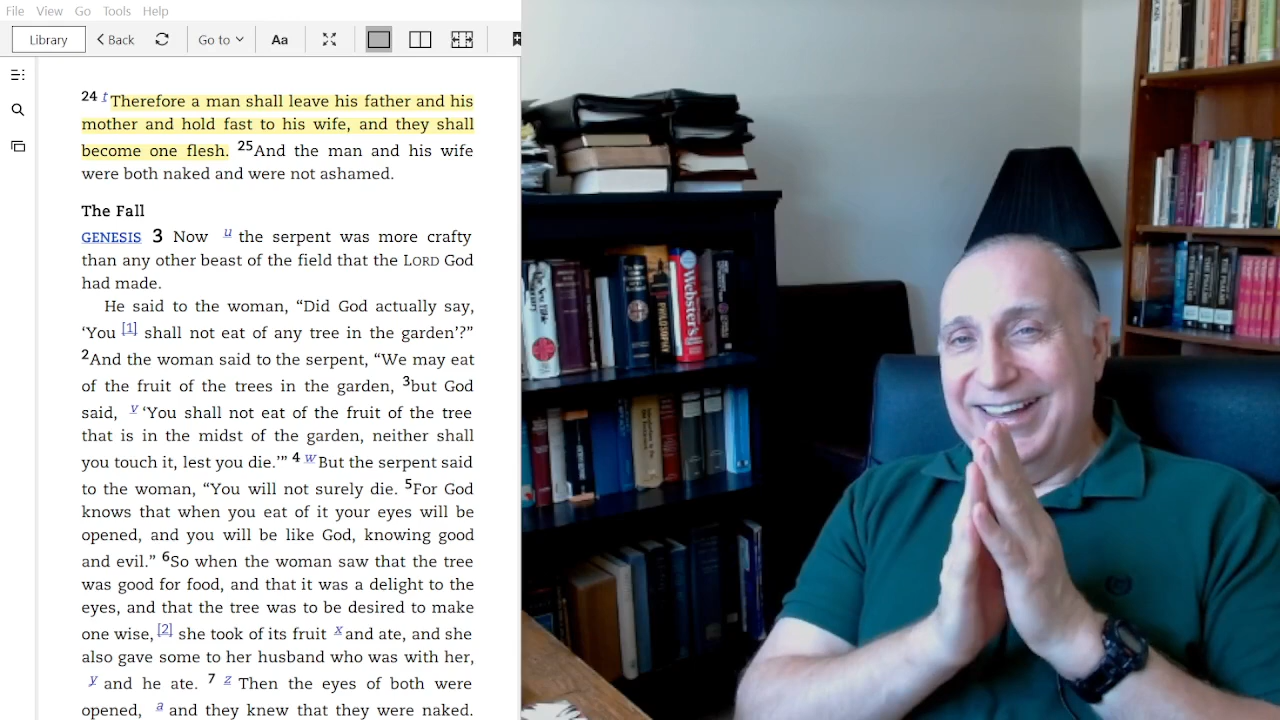 File View Go Tools Help
Library Back Go to Aa
24 t Therefore a man shall leave his father and his
mother and hold fast to his wife, and they shall
become one flesh. 25And the man and his wife
were both naked and were not ashamed.
The Fall
GENESIS 3 Now u the serpent was more crafty
than any other beast of the field that the LORD God
had made.
He said to the woman, “Did God actually say,
‘You [1] shall not eat of any tree in the garden’?”
2And the woman said to the serpent, “We may eat
of the fruit of the trees in the garden, 3but God
said, v ‘You shall not eat of the fruit of the tree
that is in the midst of the garden, neither shall
you touch it, lest you die.’” 4 w But the serpent said
to the woman, “You will not surely die. 5For God
knows that when you eat of it your eyes will be
opened, and you will be like God, knowing good
and evil.” 6So when the woman saw that the tree
was good for food, and that it was a delight to the
eyes, and that the tree was to be desired to make
one wise, [2] she took of its fruit x and ate, and she
also gave some to her husband who was with her,
y and he ate. 7 z Then the eyes of both were
opened, a and they knew that they were naked.
Webster's
PHILOSOPHY